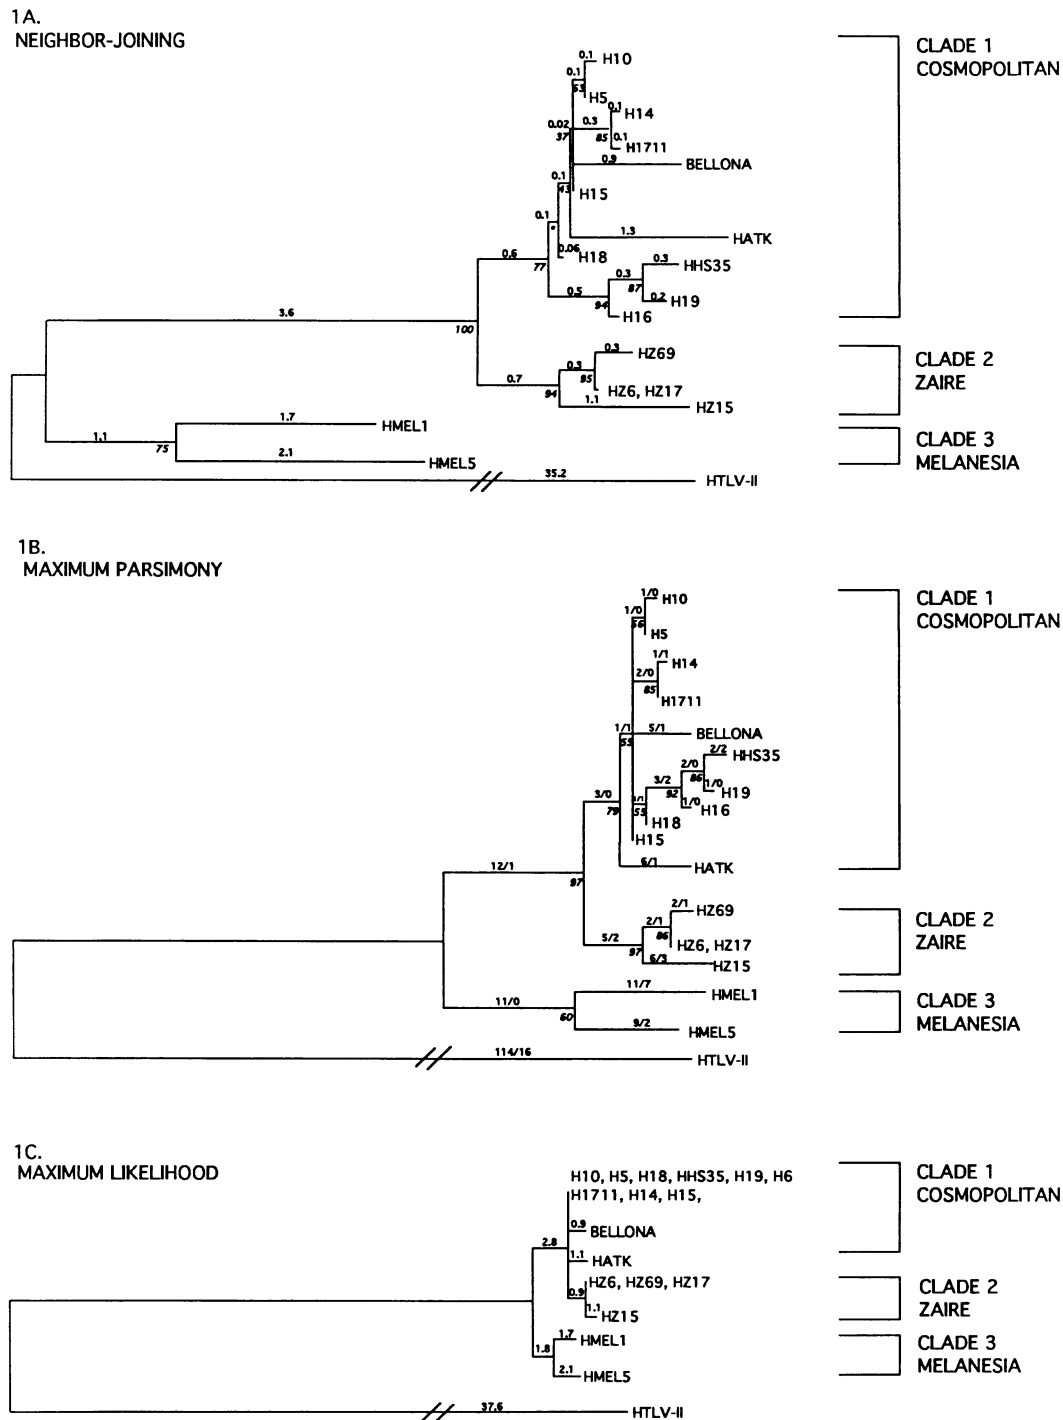 1A.
NEIGHBOR-JOINING
CLADE 1
COSMOPOLITAN
0.1
H10
0.1
53
H5
0.1
H14
0.02
0.3
37
85
0.1
H1711
0.9
BELLONA
0.1
43
H15
0.1
*
1.3
HATK
0.06
H18
0.6
77
0.3
HHS35
0.3
87
0.5
0.2
H19
94
H16
3.6
100
CLADE 2
ZAIRE
0.3
HZ69
0.3
95
0.7
HZ6, HZ17
94
1.1
HZ15
CLADE 3
MELANESIA
1.7
HMEL1
1.1
75
2.1
HMEL5
35.2
HTLV-II
1B.
MAXIMUM PARSIMONY
CLADE 1
COSMOPOLITAN
1/0
H10
1/0
56
H5
1/1
H14
2/0
85
H1711
1/1
5/1
BELLONA
55
2/2
HHS35
2/0
86
3/2
1/0
H19
92
3/0
1/1
1/0
H16
79
55
H18
H15
6/1
HATK
12/1
97
CLADE 2
ZAIRE
2/1
HZ69
2/1
86
5/2
HZ6, HZ17
97
6/3
HZ15
CLADE 3
MELANESIA
11/7
HMEL1
11/0
60
9/2
HMEL5
114/16
HTLV-II
1C.
MAXIMUM LIKELIHOOD
CLADE 1
COSMOPOLITAN
H10, H5, H18, HHS35, H19, H6
H1711, H14, H15,
0.9
BELLONA
2.8
1.1
HATK
CLADE 2
ZAIRE
HZ6, HZ69, HZ17
0.9
1.1
HZ15
CLADE 3
MELANESIA
1.7
HMEL1
1.8
2.1
HMEL5
37.6
HTLV-II